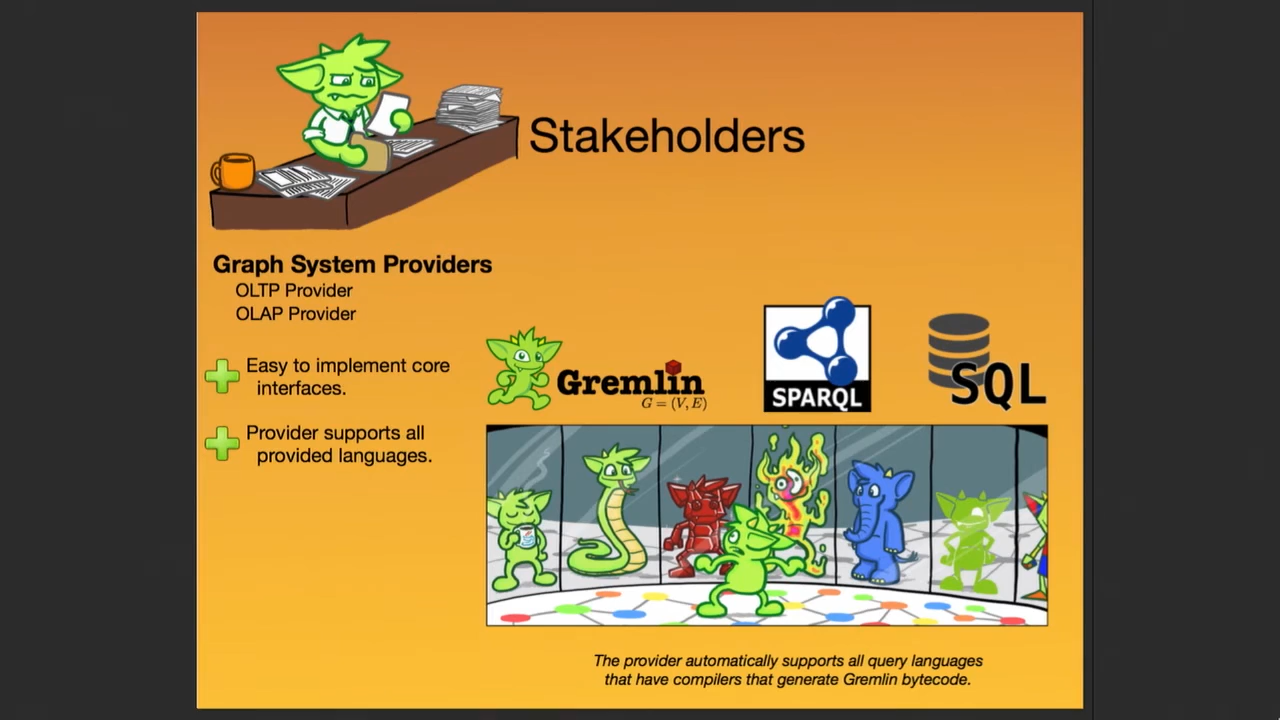 Stakeholders
Graph System Providers
OLTP Provider
OLAP Provider
Easy to implement core
interfaces.
Provider supports all
provided languages.
Gremlin
G = (V, E)
SPARQL
SQL
The provider automatically supports all query languages
that have compilers that generate Gremlin bytecode.